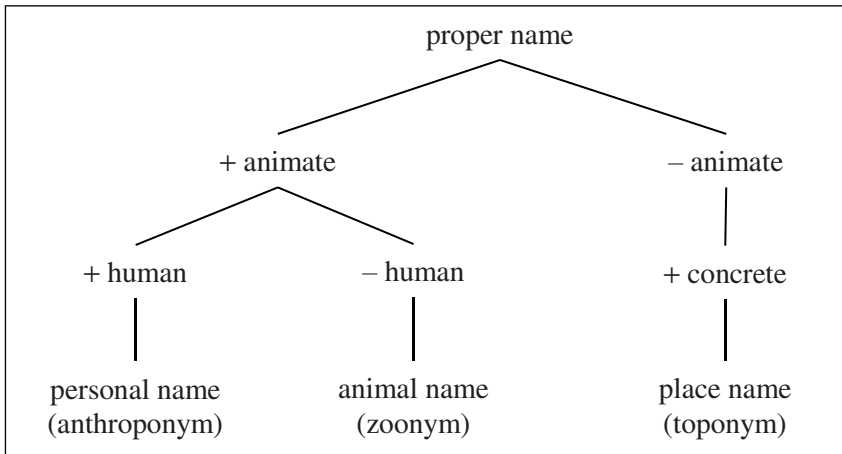 proper name
+ animate
– animate
+ human
– human
+ concrete
personal name
(anthroponym)
animal name
(zoonym)
place name
(toponym)